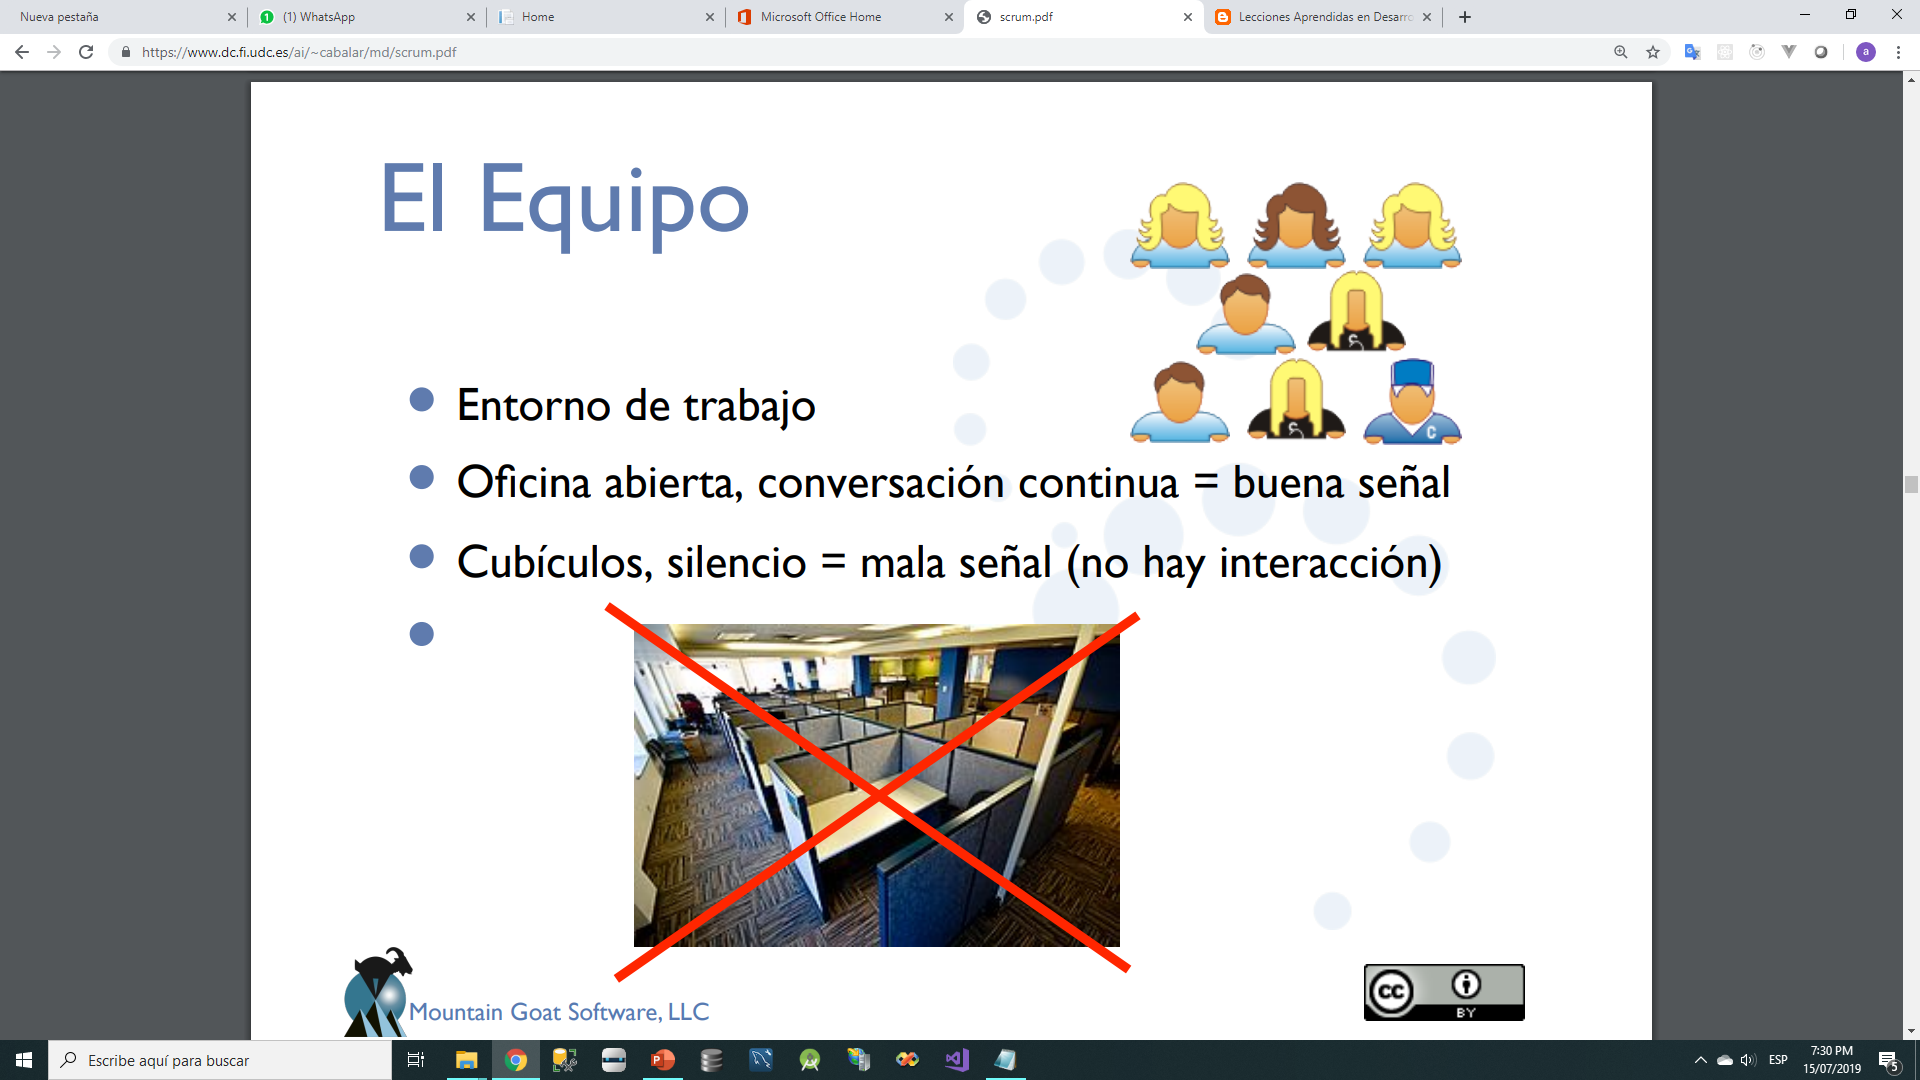 Nueva pestaña
(1) WhatsApp
Home
Microsoft Office Home
scrum.pdf
Lecciones Aprendidas en Desarro
https://www.dc.fi.udc.es/ai/~cabalar/md/scrum.pdf
a
El Equipo
Entorno de trabajo
Oficina abierta, conversación continua = buena señal
Cubículos, silencio = mala señal (no hay interacción)
C
Mountain Goat Software, LLC
cc
BY
Escribe aquí para buscar
ESP
7:30 PM
15/07/2019
5